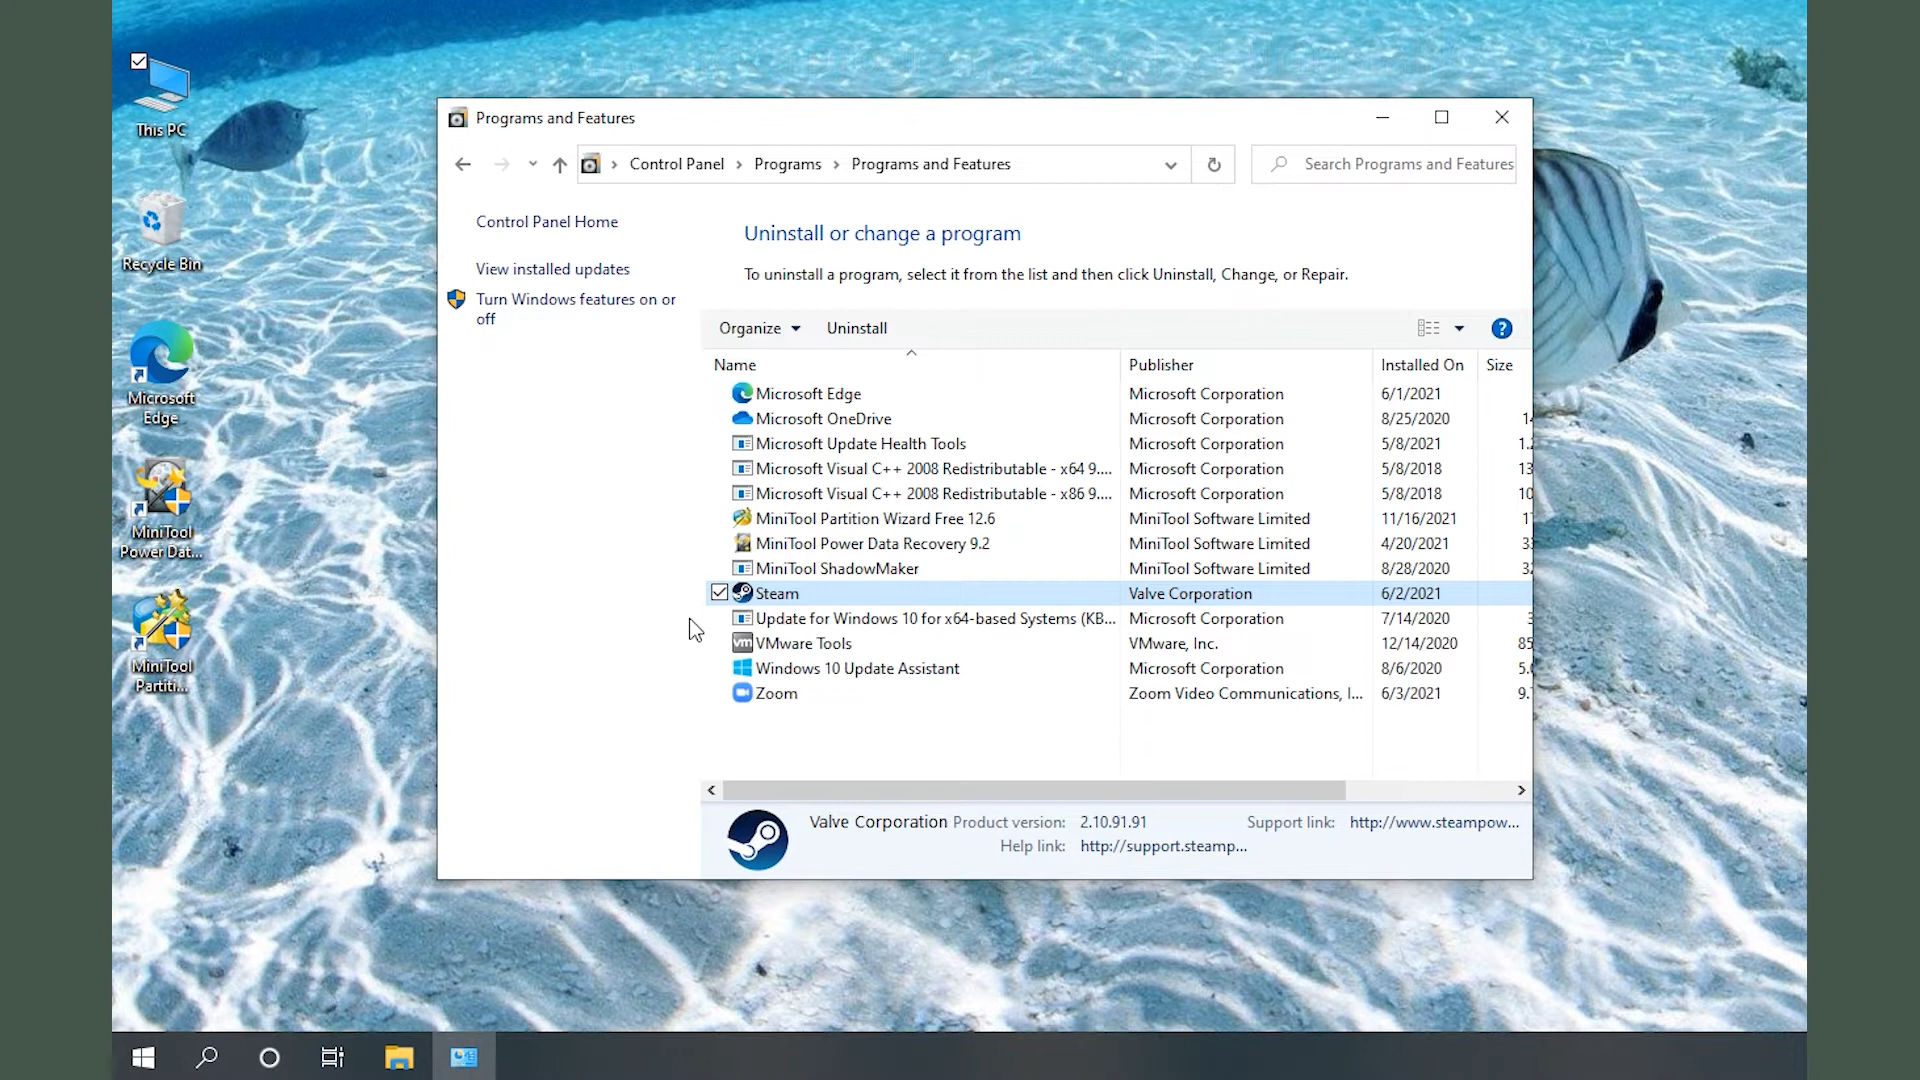 This PC
Recycle Bin
Microsoft
Edge
MiniTool
Power Dat...
MiniTool
Partiti...
Programs and Features
Control Panel
Programs
Programs and Features
Search Programs and Features
Control Panel Home
View installed updates
Turn Windows features on or
off
Uninstall or change a program
To uninstall a program, select it from the list and then click Uninstall, Change, or Repair.
Organize
Uninstall
?
Name Publisher Installed On Size
Microsoft Edge Microsoft Corporation 6/1/2021
Microsoft OneDrive Microsoft Corporation 8/25/2020 14
Microsoft Update Health Tools Microsoft Corporation 5/8/2021 1.2
Microsoft Visual C++ 2008 Redistributable - x64 9.... Microsoft Corporation 5/8/2018 13
Microsoft Visual C++ 2008 Redistributable - x86 9.... Microsoft Corporation 5/8/2018 10
MiniTool Partition Wizard Free 12.6 MiniTool Software Limited 11/16/2021
MiniTool Power Data Recovery 9.2 MiniTool Software Limited 4/20/2021
MiniTool ShadowMaker MiniTool Software Limited 8/28/2020
Steam Valve Corporation 6/2/2021
Update for Windows 10 for x64-based Systems (KB... Microsoft Corporation 7/14/2020
vm VMware Tools VMware, Inc. 12/14/2020 85
Windows 10 Update Assistant Microsoft Corporation 8/6/2020
Zoom Zoom Video Communications, I... 6/3/2021
Valve Corporation Product version: 2.10.91.91 Support link: http://www.steampow...
Help link: http://support.steamp...